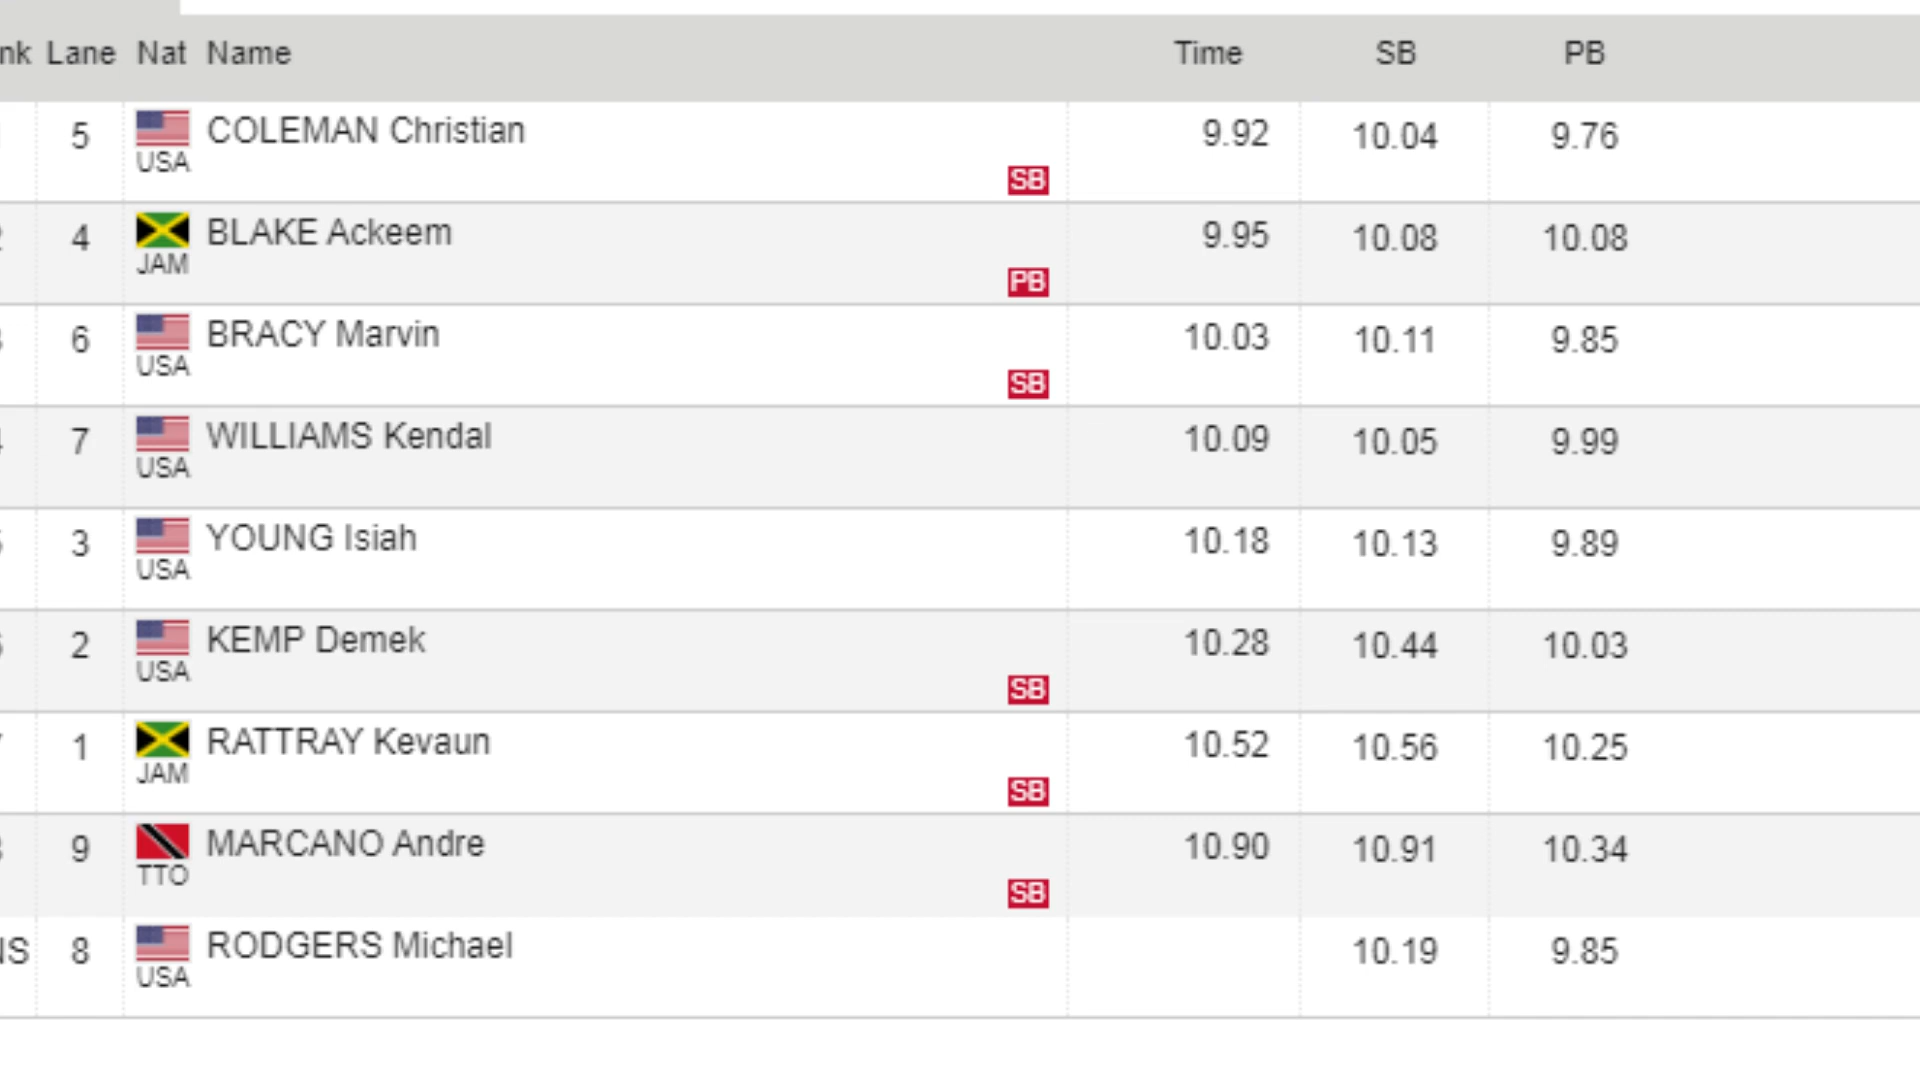 Lane Nat Name Time SB PB
5 USA COLEMAN Christian SB 9.92 10.04 9.76
4 JAM BLAKE Ackeem PB 9.95 10.08 10.08
6 USA BRACY Marvin SB 10.03 10.11 9.85
7 USA WILLIAMS Kendal 10.09 10.05 9.99
3 USA YOUNG Isiah 10.18 10.13 9.89
2 USA KEMP Demek SB 10.28 10.44 10.03
1 JAM RATTRAY Kevaun SB 10.52 10.56 10.25
9 TTO MARCANO Andre SB 10.90 10.91 10.34
8 USA RODGERS Michael 10.19 9.85